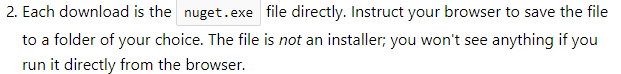 2. Each download is the nuget.exe file directly. Instruct your browser to save the file
to a folder of your choice. The file is not an installer; you won't see anything if you
run it directly from the browser.